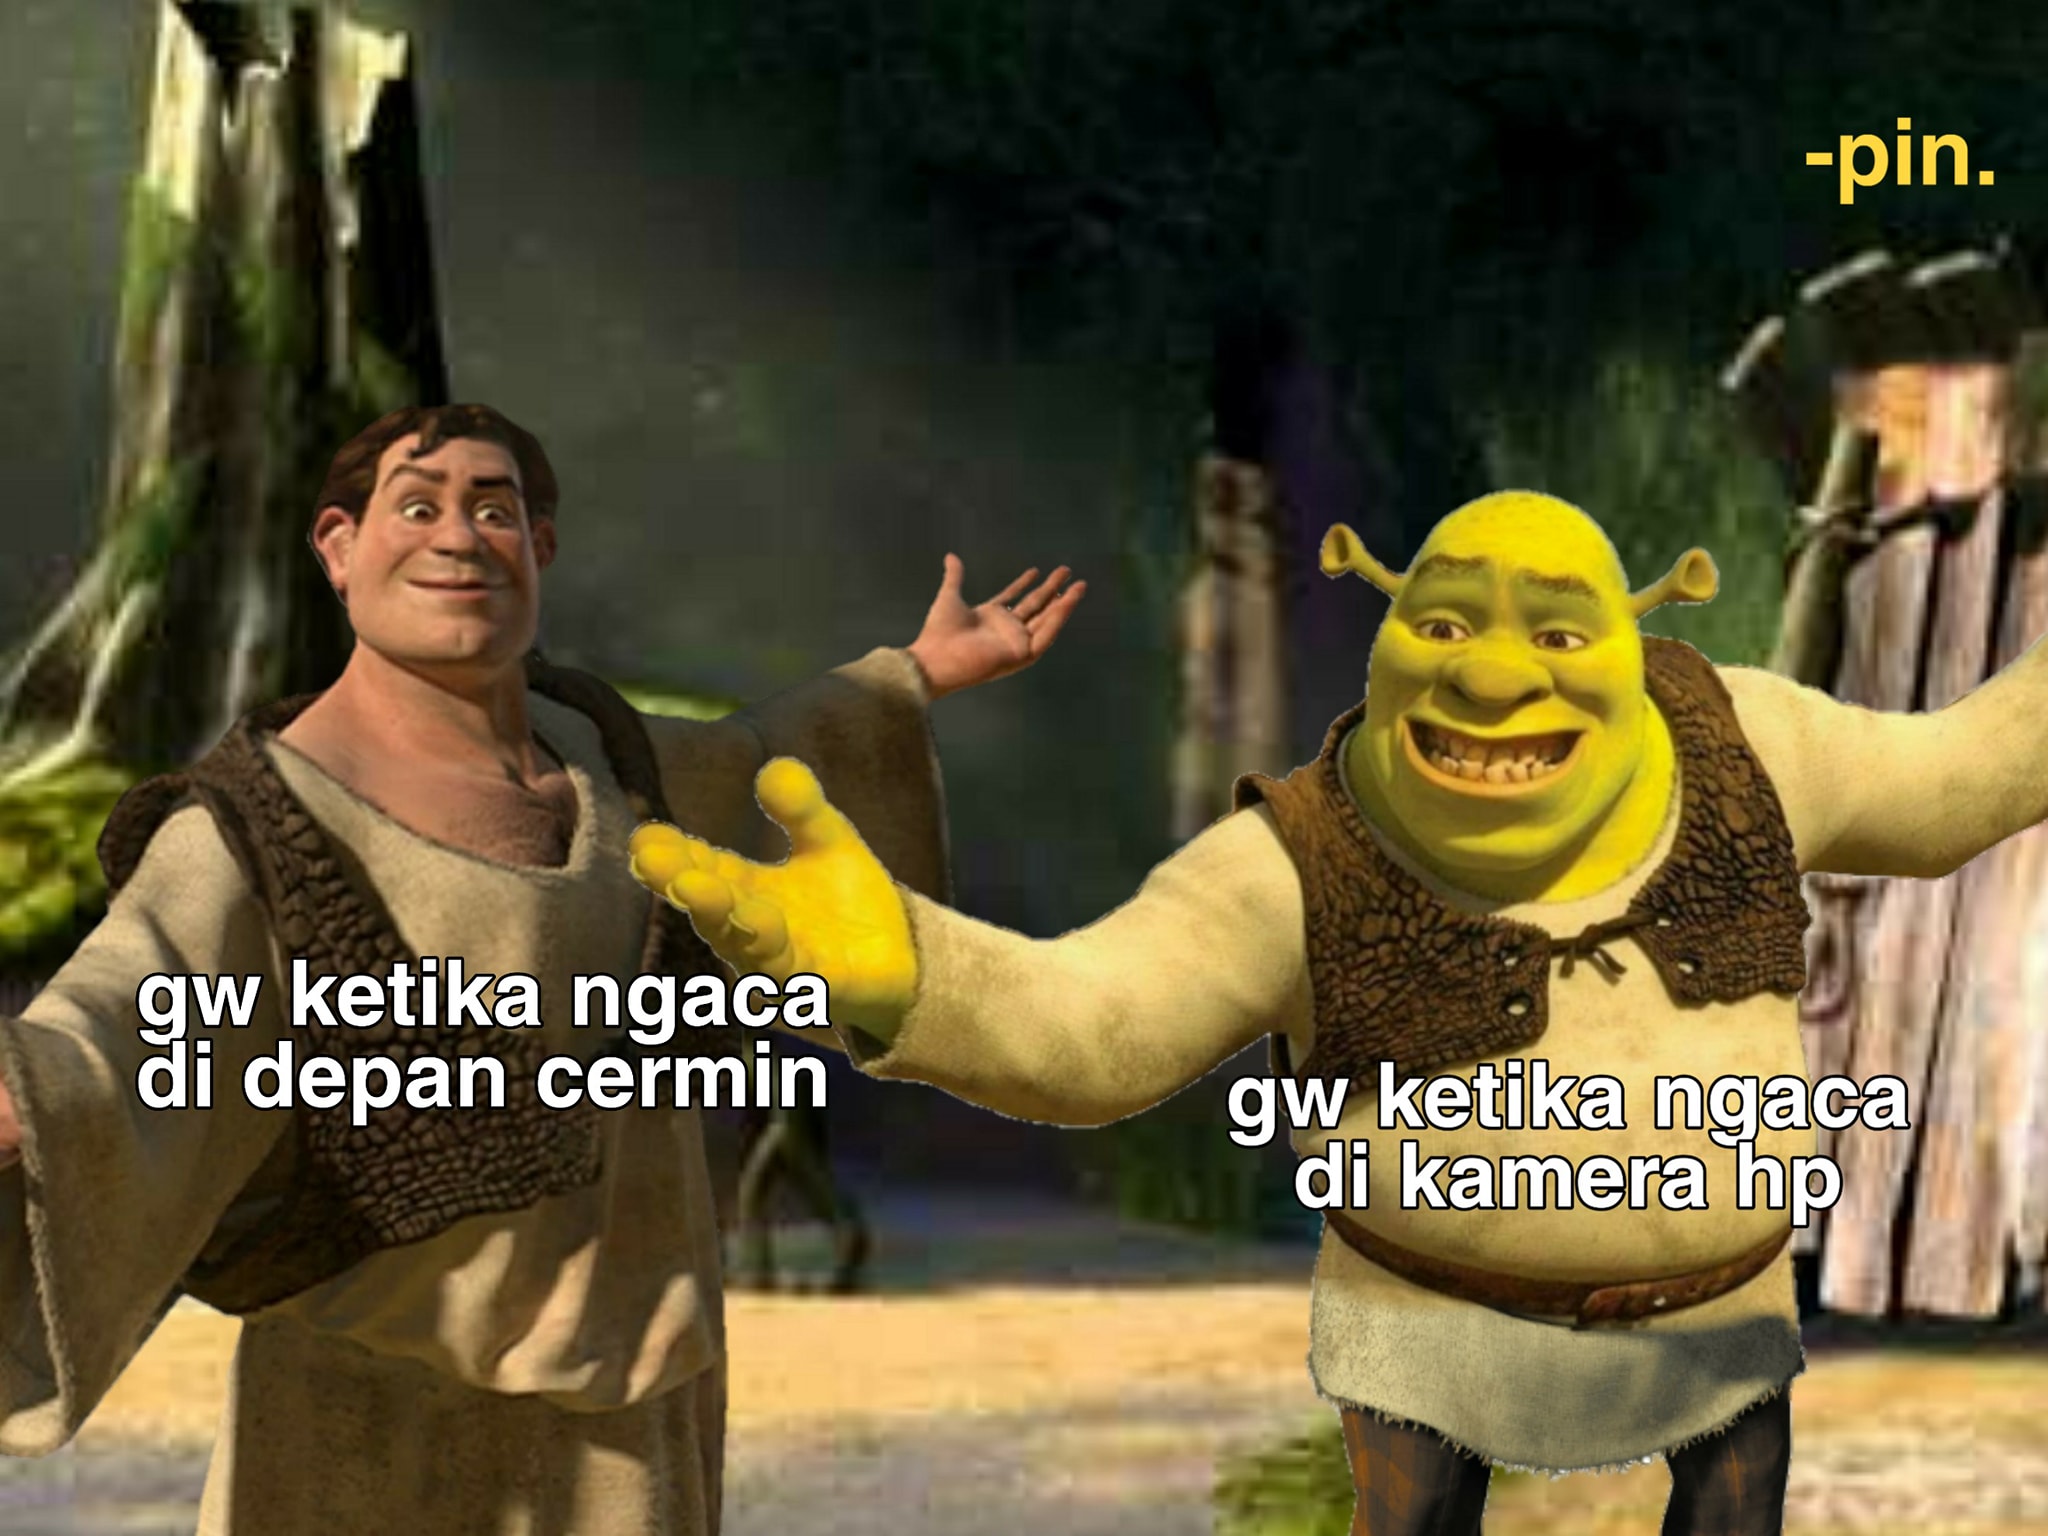 -pin.
gw ketika ngaca
di depan cermin
gw ketika ngaca
di kamera hp